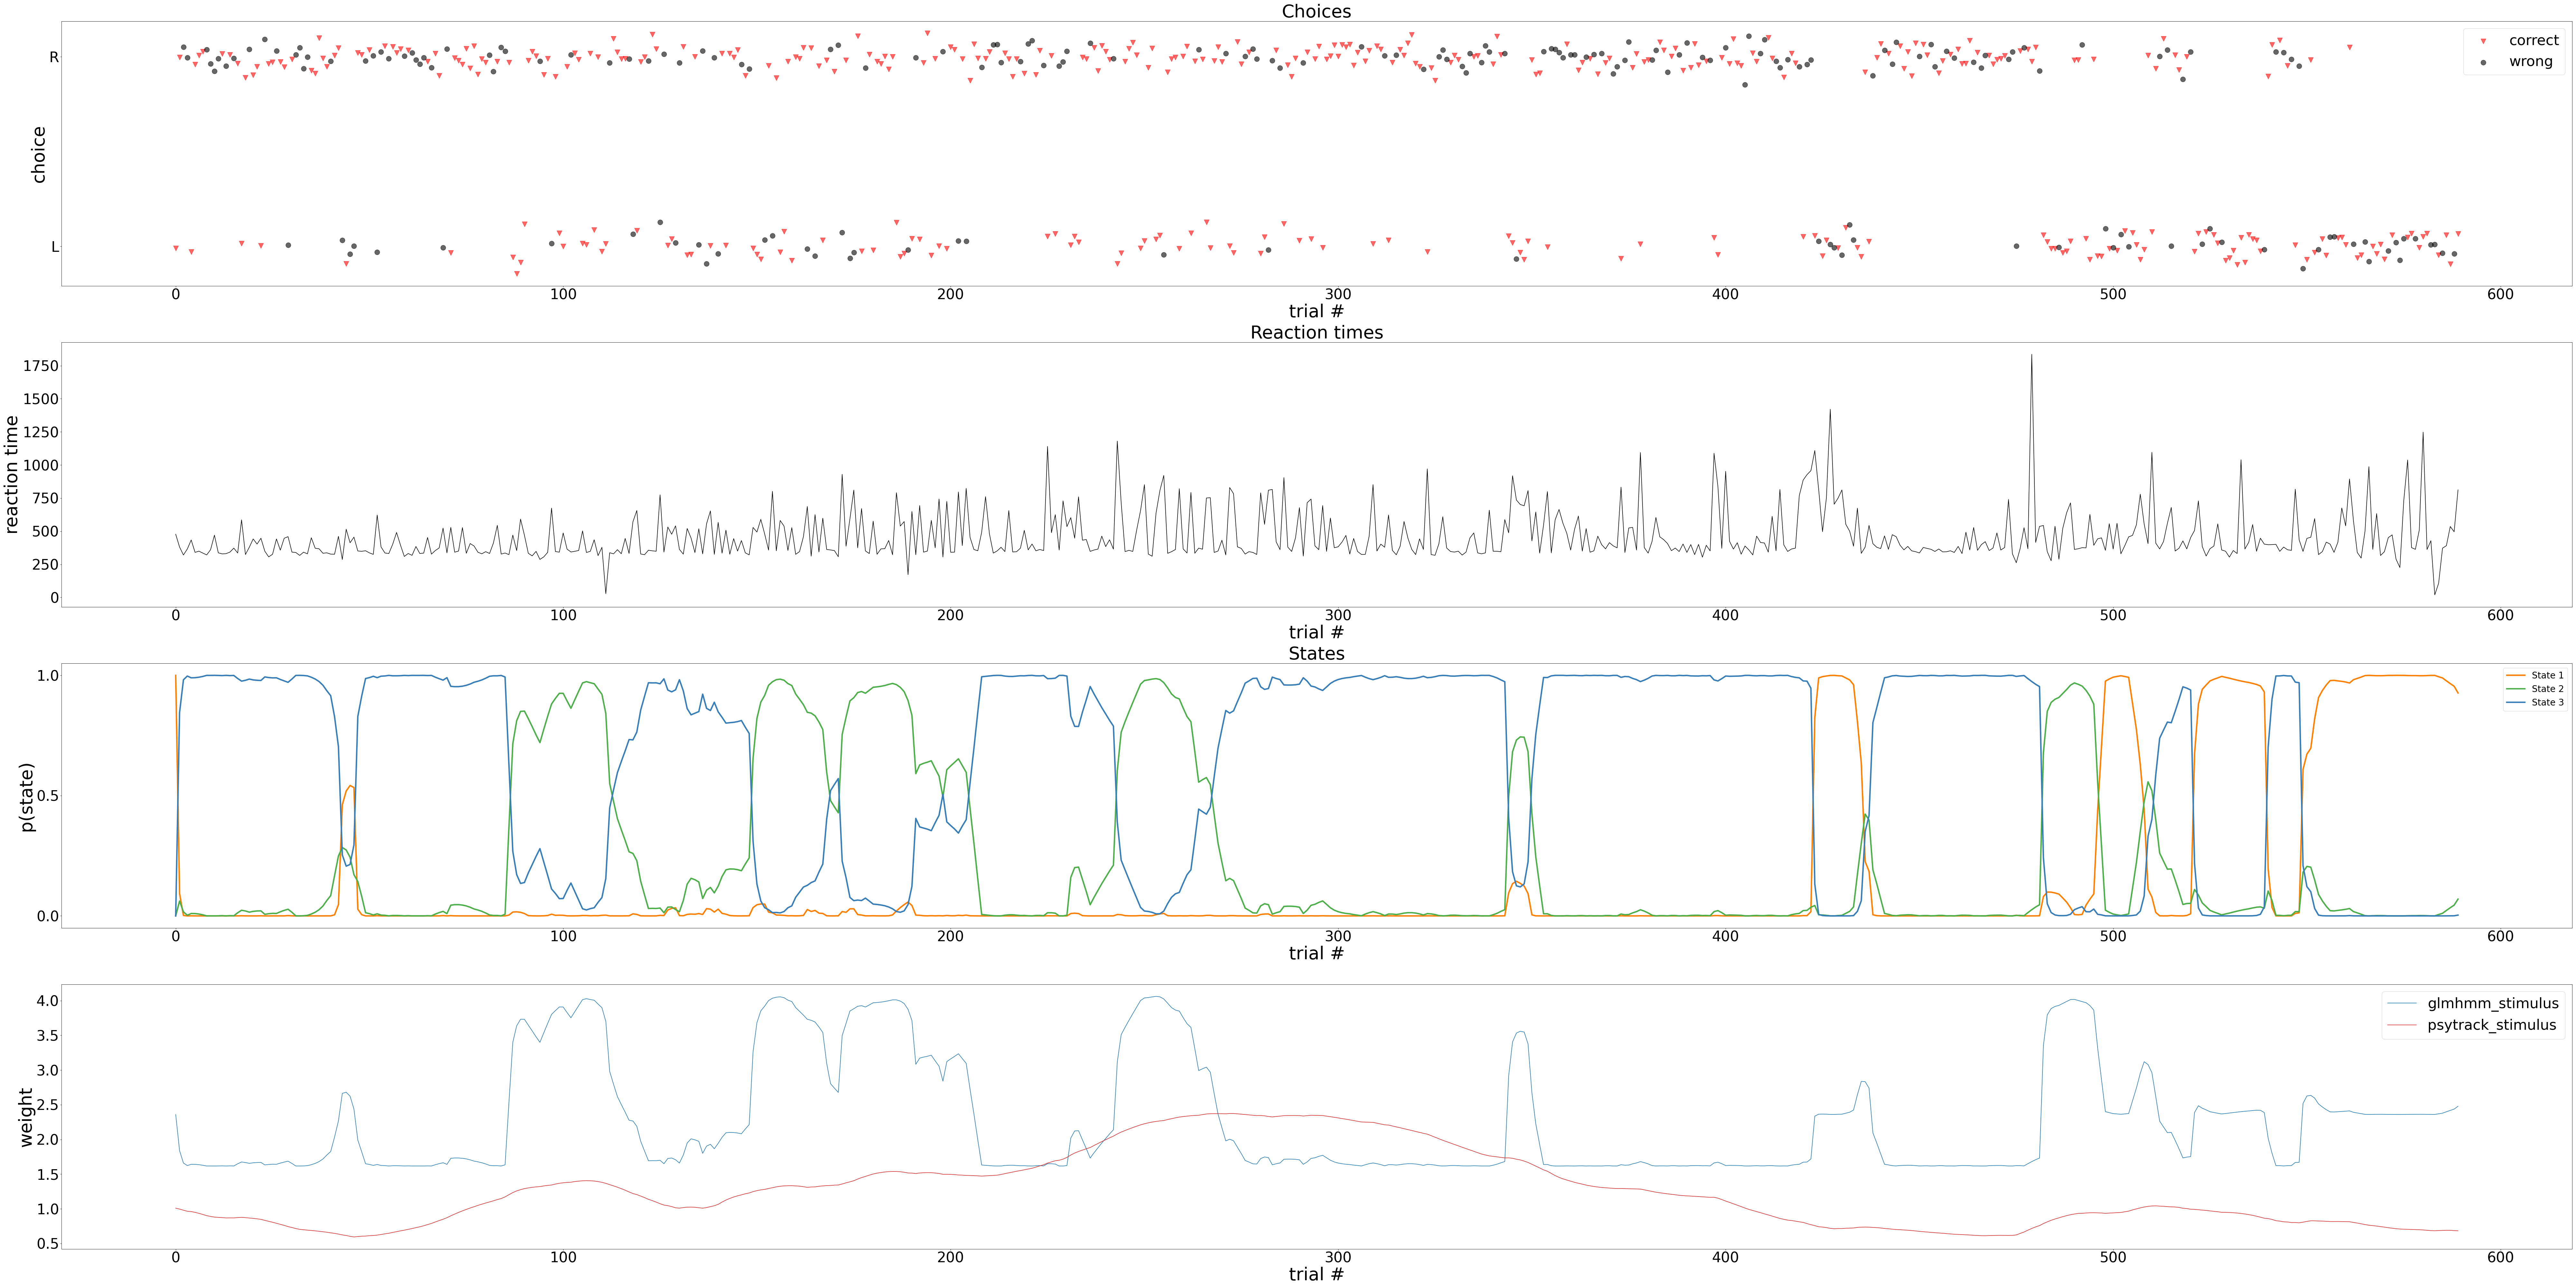 Choices
R
L
choice
correct
wrong
0 100 200 300 400 500 600
trial #
Reaction times
1750
1500
1250
1000
750
500
250
0
reaction time
0 100 200 300 400 500 600
trial #
States
1.0
0.5
0.0
p(state)
State 1
State 2
State 3
0 100 200 300 400 500 600
trial #
4.0
3.5
3.0
2.5
2.0
1.5
1.0
0.5
weight
glmhmm_stimulus
psytrack_stimulus
0 100 200 300 400 500 600
trial #